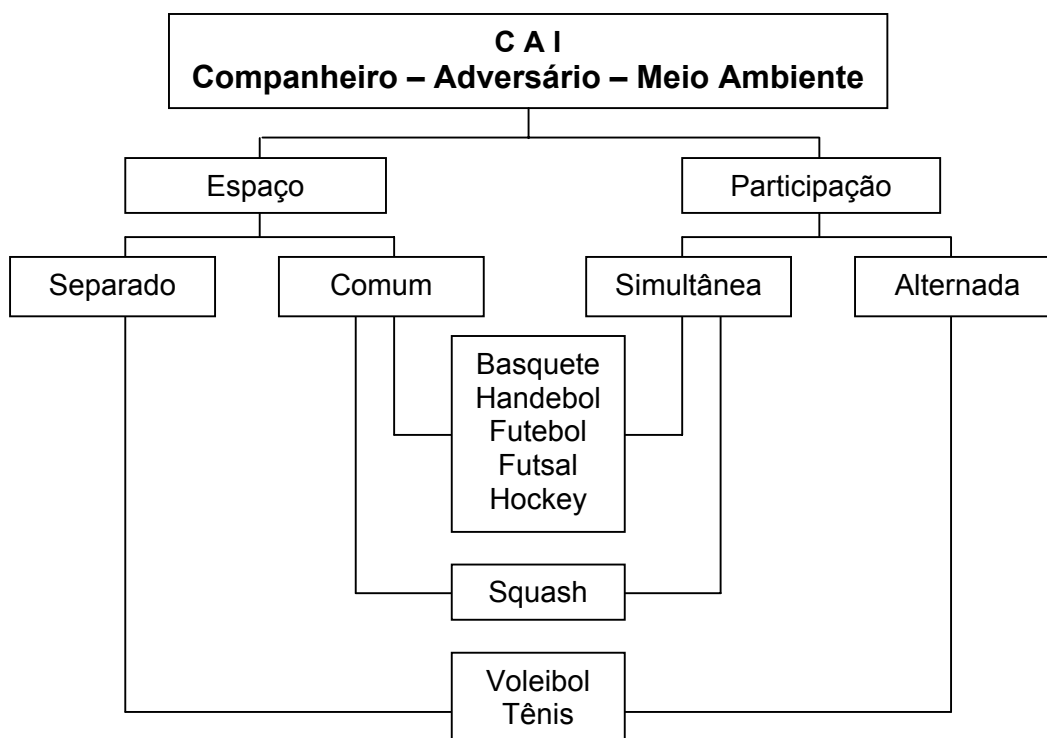 C A I
Companheiro – Adversário – Meio Ambiente
Espaço
Participação
Separado
Comum
Simultânea
Alternada
Basquete
Handebol
Futebol
Futsal
Hockey
Squash
Voleibol
Tênis